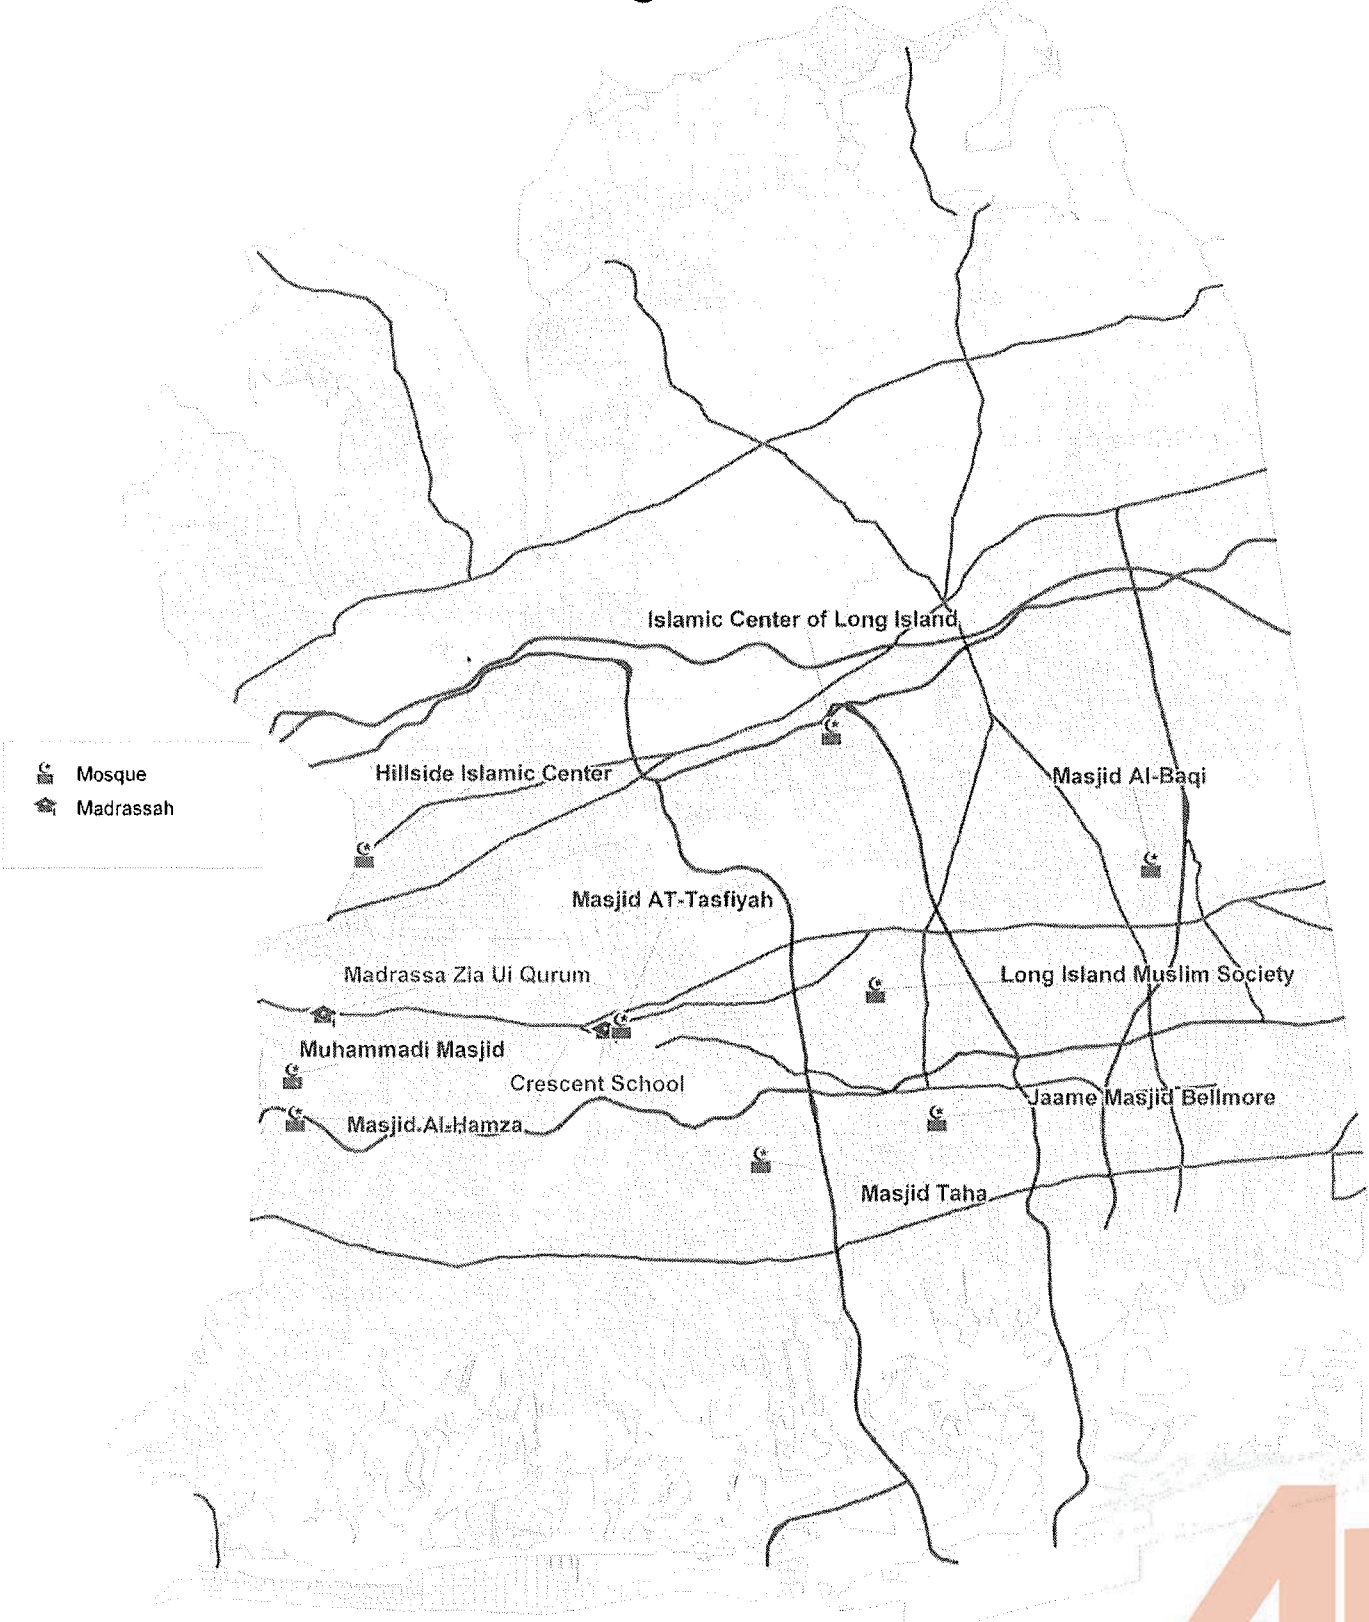 Islamic Center of Long Island
Mosque
Madrassah
Hillside Islamic Center
Masjid Al-Baqi
Masjid AT-Tasfiyah
Madrassa Zia Ui Qurum
Long Island Muslim Society
Muhammadi Masjid
Crescent School
Jaame Masjid Bellmore
Masjid Al-Hamza
Masjid Taha